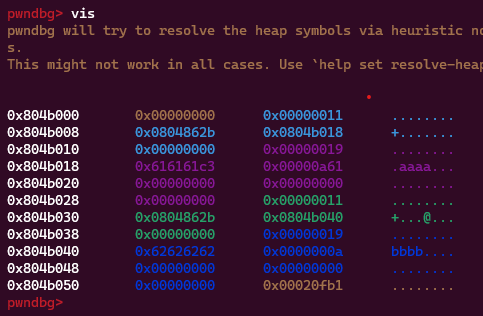 pwndbg> vis
pwndbg will try to resolve the heap symbols via heuristic no
s.
This might not work in all cases. Use `help set resolve-heap
0x804b000 0x00000000 0x00000011 ........
0x804b008 0x0804862b 0x0804b018 +.......
0x804b010 0x00000000 0x00000019 ........
0x804b018 0x616161c3 0x00000a61 .aaaa...
0x804b020 0x00000000 0x00000000 ........
0x804b028 0x00000000 0x00000011 ........
0x804b030 0x0804862b 0x0804b040 +...@...
0x804b038 0x00000000 0x00000019 ........
0x804b040 0x62626262 0x0000000a bbbb....
0x804b048 0x00000000 0x00000000 ........
0x804b050 0x00000000 0x00020fb1 ........
pwndbg>